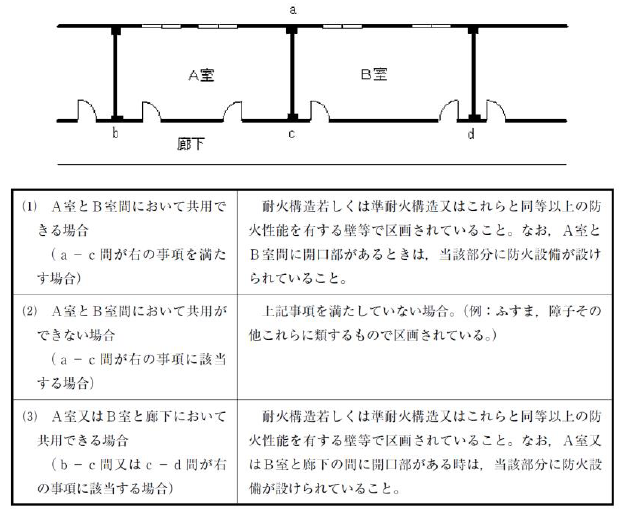 a
A室
B室
b
c
d
廊下
(1) A室とB室間において共用で
きる場合
(a－c間が右の事項を満た
す場合)
耐火構造若しくは準耐火構造又はこれらと同等以上の防
火性能を有する壁等で区画されていること。なお，A室と
B室間に開口部があるときは，当該部分に防火設備が設け
られていること。
(2) A室とB室間において共用が
できない場合
(a－c間が右の事項に該当
する場合)
上記事項を満たしていない場合。(例：ふすま，障子その
他これらに類するもので区画されている。)
(3) A室又はB室と廊下において
共用できる場合
(b－c間又はc－d間が右
の事項に該当する場合)
耐火構造若しくは準耐火構造又はこれらと同等以上の防
火性能を有する壁等で区画されていること。なお，A室又
はB室と廊下の間に開口部がある時は，当該部分に防火設
備が設けられていること。